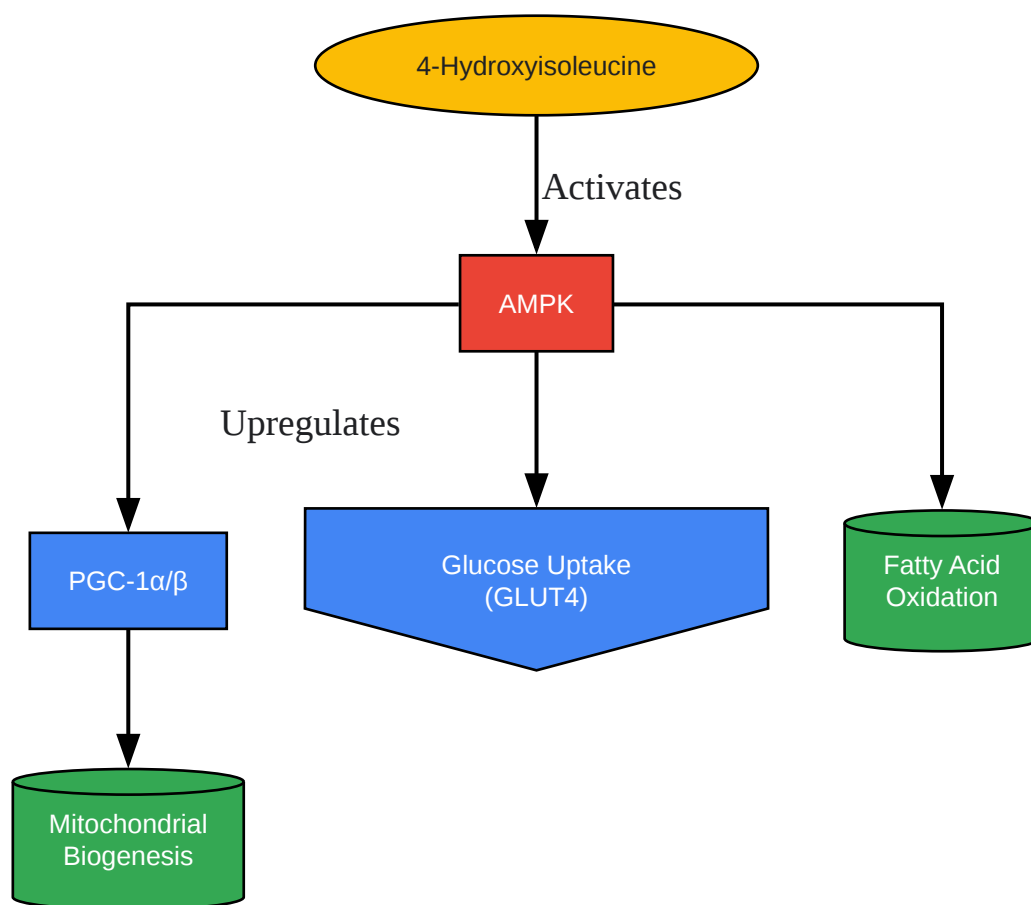 4-Hydroxyisoleucine
Activates
AMPK
Upregulates
PGC-1α/β
Glucose Uptake
(GLUT4)
Fatty Acid
Oxidation
Mitochondrial
Biogenesis